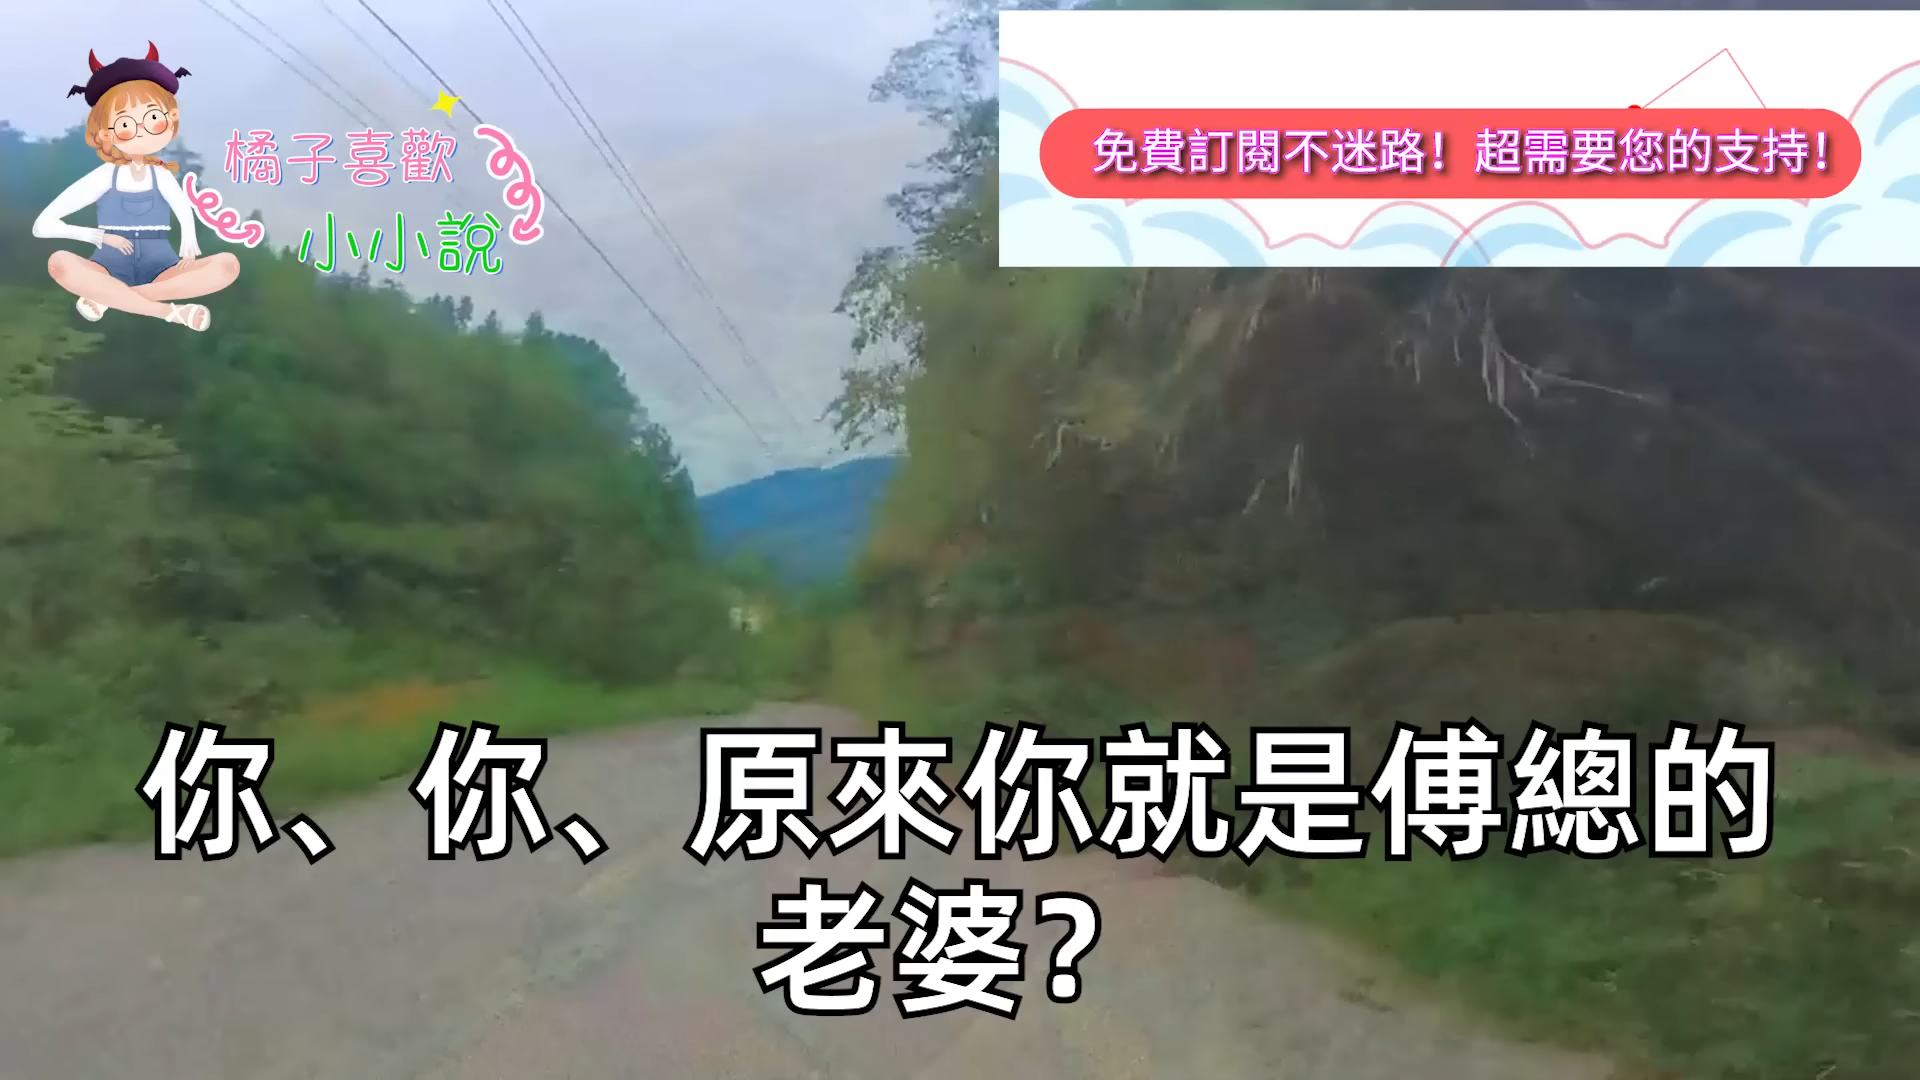 橘子喜歡
小小說
免費訂閱不迷路！超需要您的支持！
你、你、原來你就是傅總的
老婆？